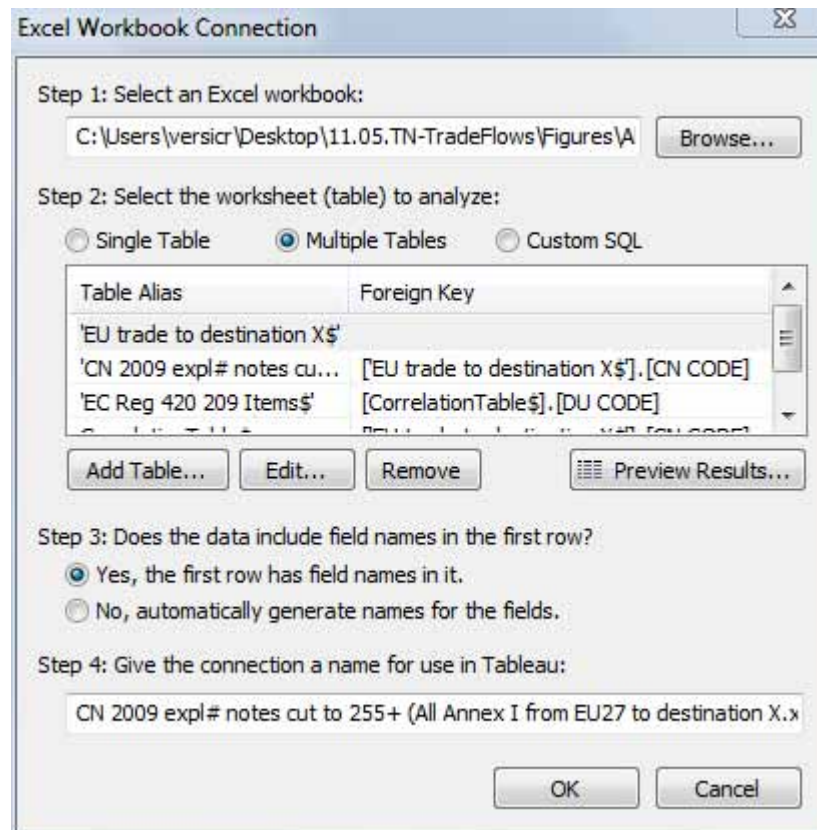 Excel Workbook Connection
Step 1: Select an Excel workbook:
C:\Users\versicr\Desktop\11.05.TN-TradeFlows\Figures\A
Browse...
Step 2: Select the worksheet (table) to analyze:
Single Table Multiple Tables Custom SQL
Table Alias Foreign Key
'EU trade to destination X$'
'CN 2009 expl# notes cu... ['EU trade to destination X$'].[CN CODE]
'EC Reg 420 209 Items$' [CorrelationTable$].[DU CODE]
Add Table... Edit... Remove Preview Results...
Step 3: Does the data include field names in the first row?
Yes, the first row has field names in it.
No, automatically generate names for the fields.
Step 4: Give the connection a name for use in Tableau:
CN 2009 expl# notes cut to 255+ (All Annex I from EU27 to destination X.x
OK Cancel